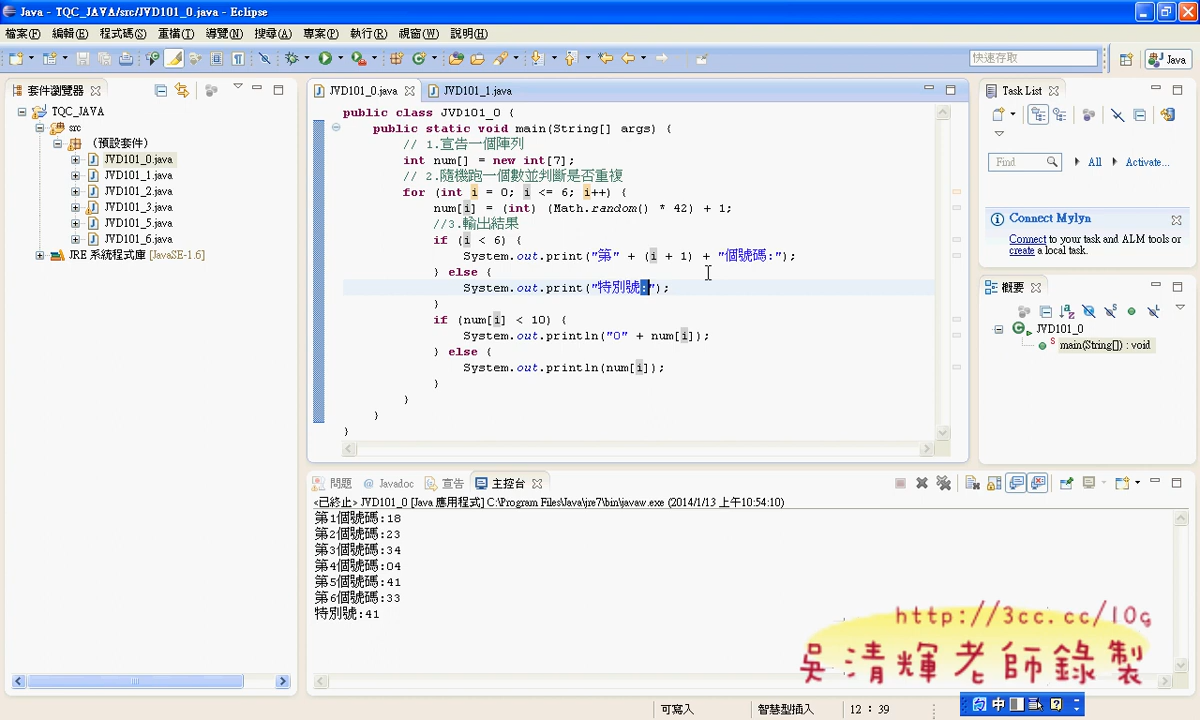 Java - TQC_JAVA/src/JVD101_0.java - Eclipse
檔案(F) 編輯(E) 程式碼(S) 重構(T) 導覽(N) 搜尋(A) 專案(P) 執行(R) 視窗(W) 說明(H)
快速存取
Java
套件瀏覽器
TQC_JAVA
src
(預設套件)
JVD101_0.java
JVD101_1.java
JVD101_2.java
JVD101_3.java
JVD101_5.java
JVD101_6.java
JRE 系統程式庫 [JavaSE-1.6]
JVD101_0.java JVD101_1.java
public class JVD101_0 {
public static void main(String[] args) {
// 1.宣告一個陣列
int num[] = new int[7];
// 2.隨機跑一個數並判斷是否重複
for (int i = 0; i <= 6; i++) {
num[i] = (int) (Math.random() * 42) + 1;
//3.輸出結果
if (i < 6) {
System.out.print("第" + (i + 1) + "個號碼:");
} else {
System.out.print("特別號:");
}
if (num[i] < 10) {
System.out.println("0" + num[i]);
} else {
System.out.println(num[i]);
}
}
}
}
Task List
Find All Activate...
Connect Mylyn
Connect to your task and ALM tools or
create a local task.
概要
JVD101_0
main(String[]) : void
問題 @ Javadoc 宣告 主控台
<已終止> JVD101_0 [Java 應用程式] C:\Program Files\Java\jre7\bin\javaw.exe (2014/1/13 上午10:54:10)
第1個號碼:18
第2個號碼:23
第3個號碼:34
第4個號碼:04
第5個號碼:41
第6個號碼:33
特別號:41
http://3cc.cc/10g
吳清輝老師錄製
可寫入 智慧型插入 12 : 39
中